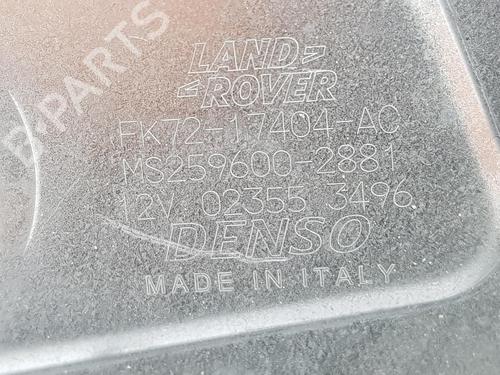 B-PARTS
LAND
ROVER
FK72-17404-AC
MS259600-2881
12V 02355 3496
DENSO
MADE IN ITALY